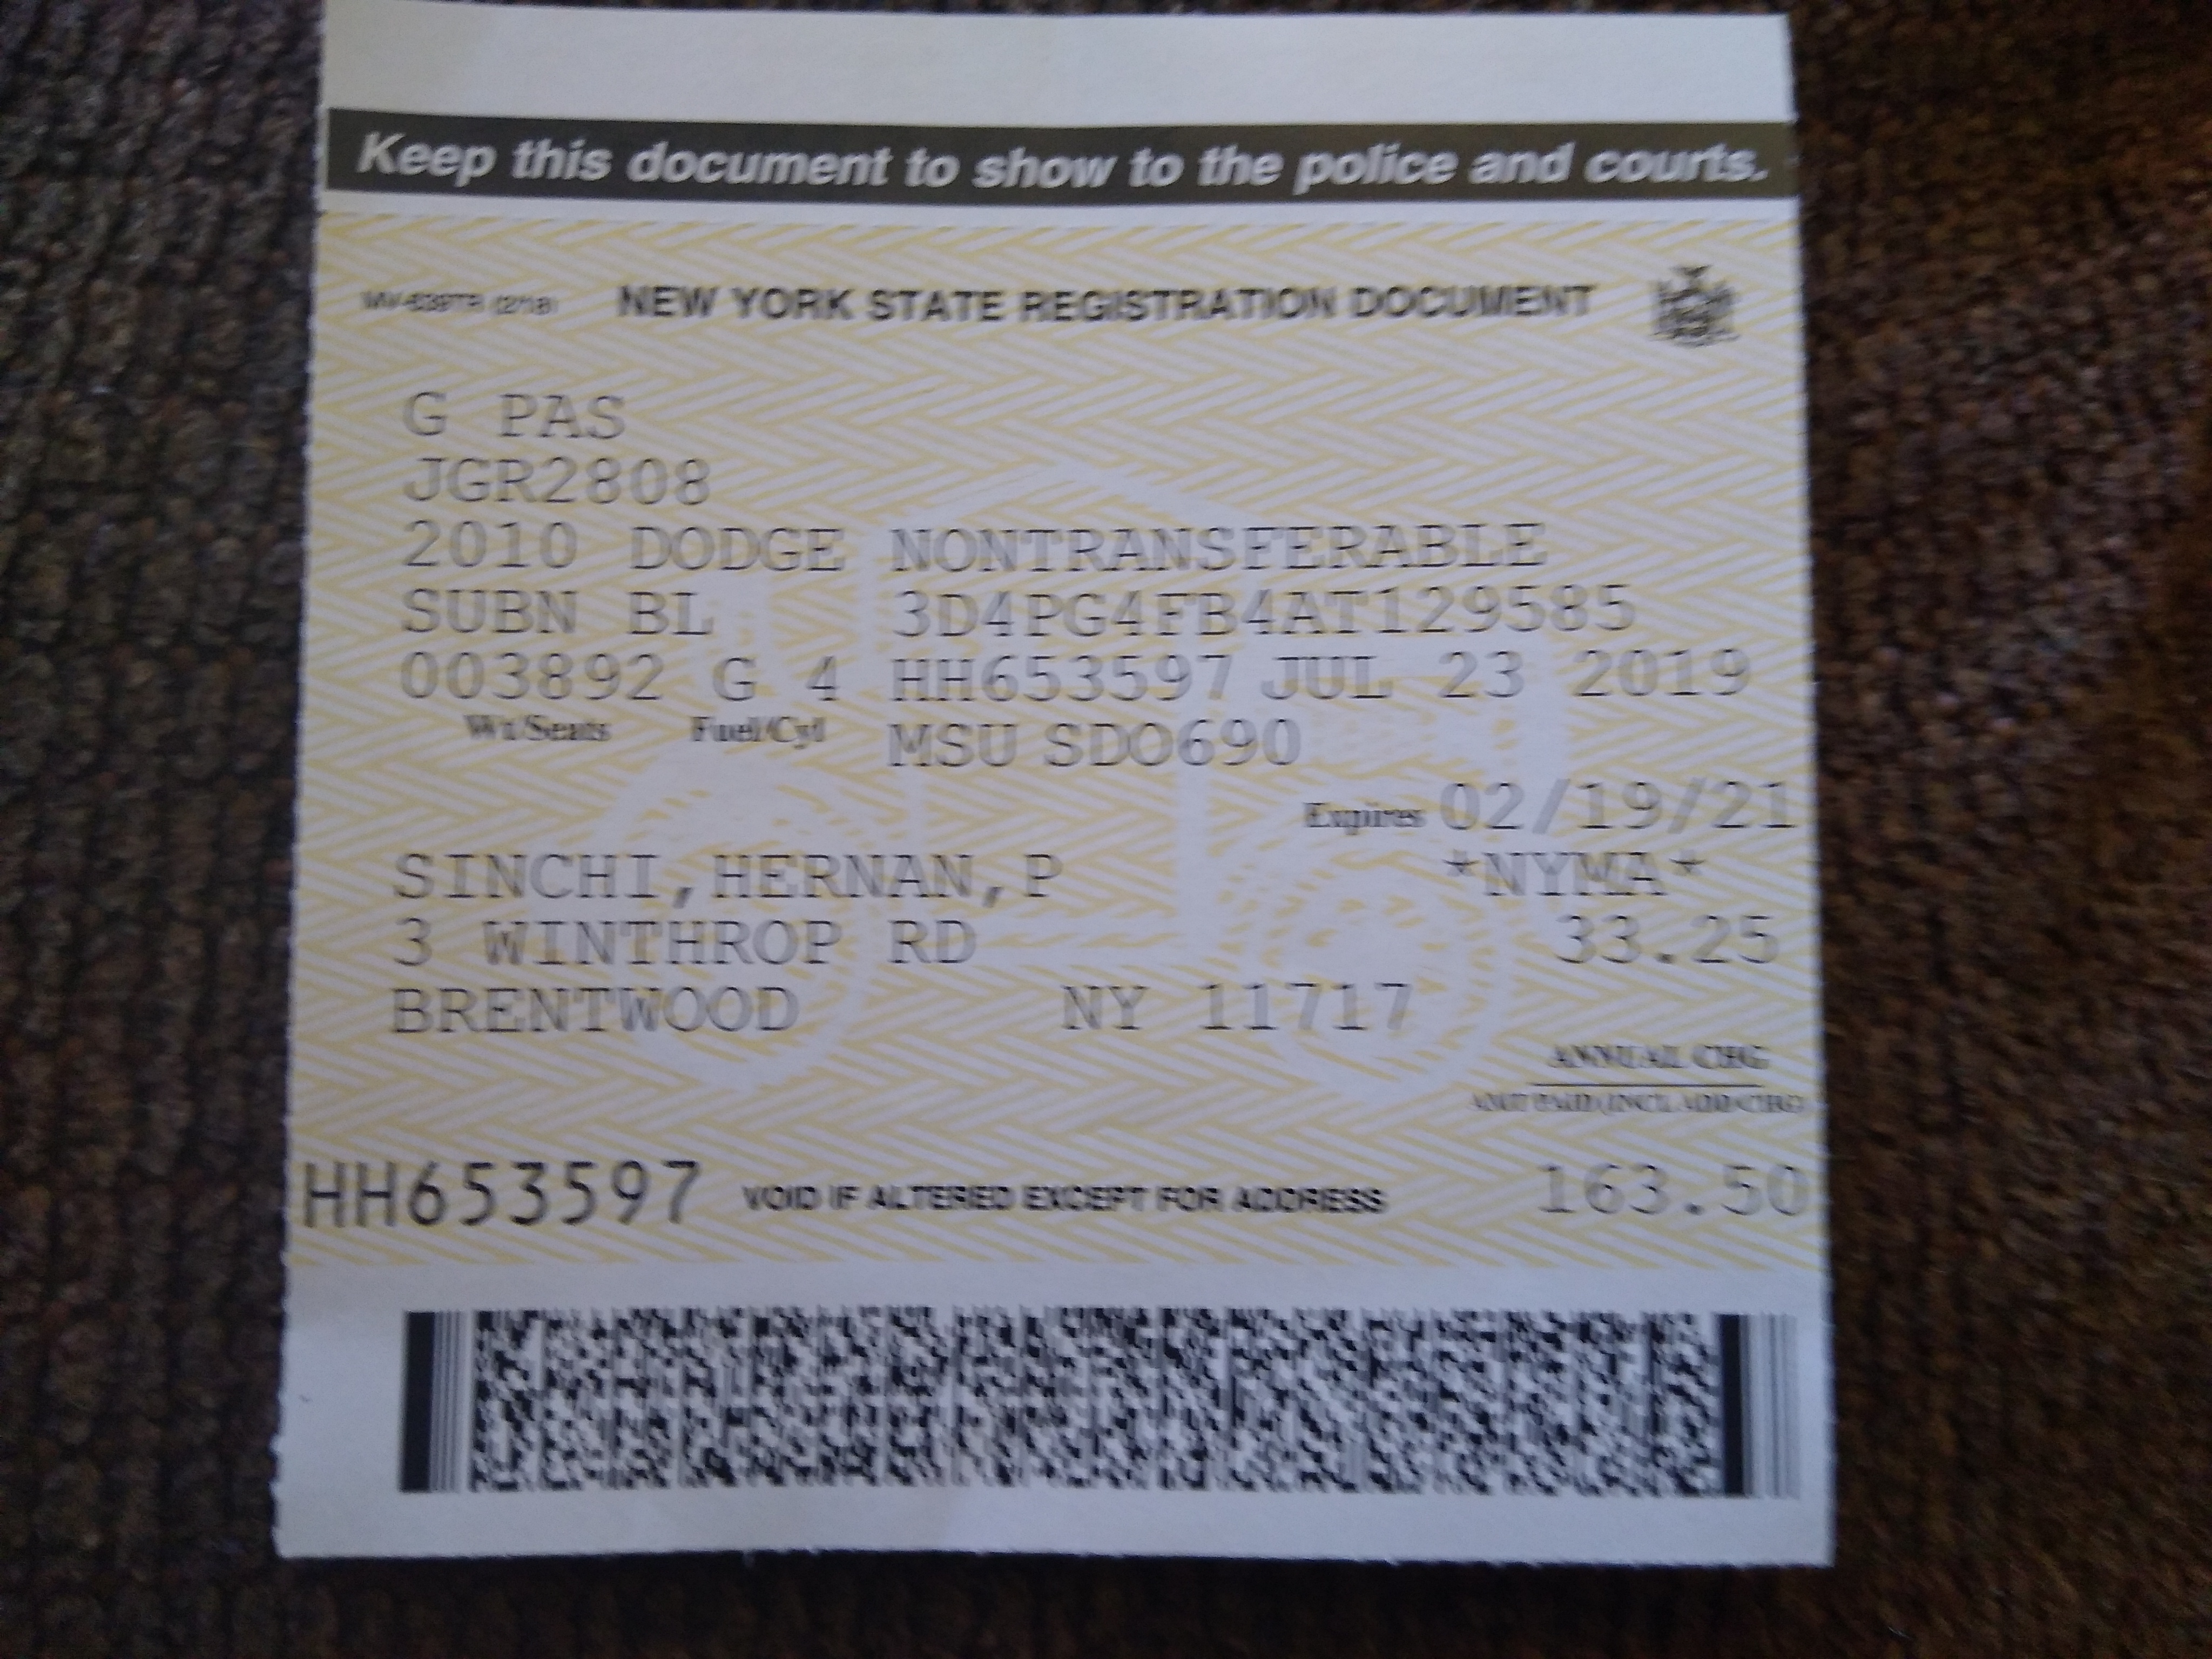 Keep this document to show to the police and courts.
MV-639TR (2/18) NEW YORK STATE REGISTRATION DOCUMENT
G PAS
JGR2808
2010 DODGE NONTRANSFERABLE
SUBN BL 3D4PG4FB4AT129585
003892 G 4 HH653597 JUL 23 2019
Wt/Seats Fuel/Cyl MSU SDO690
Expires 02/19/21
SINCHI,HERNAN,P *NYMA*
3 WINTHROP RD 33.25
BRENTWOOD NY 11717
ANNUAL CHG
AMT PAID (INCL ADD CHG)
HH653597 VOID IF ALTERED EXCEPT FOR ADDRESS 163.50